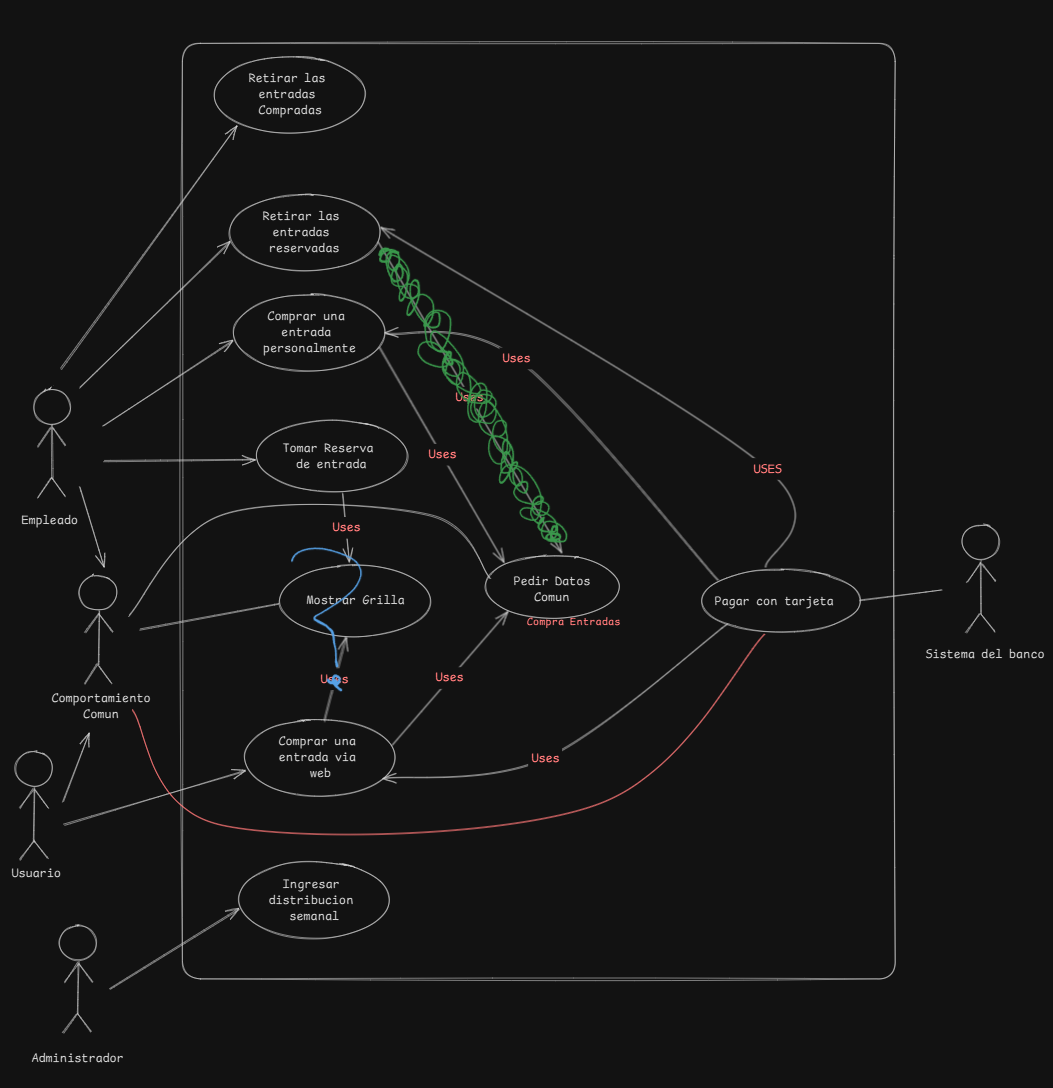 Retirar las
entradas
Compradas
Retirar las
entradas
reservadas
Comprar una
entrada
personalmente
Uses
Uses
Uses
USES
Tomar Reserva
de entrada
Uses
Empleado
Mostrar Grilla
Pedir Datos
Comun
Compra Entradas
Pagar con tarjeta
Sistema del banco
Comportamiento
Comun
Uses
Uses
Comprar una
entrada via
web
Uses
Usuario
Ingresar
distribucion
semanal
Administrador